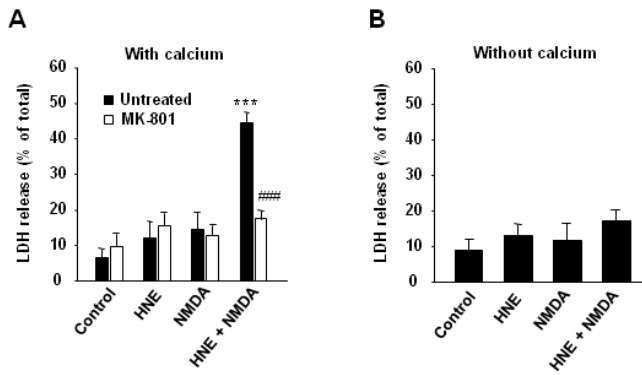 A
With calcium
LDH release (% of total)
60
50
40
30
20
10
0
Untreated
MK-801
***
###
Control
HNE
NMDA
HNE + NMDA
B
Without calcium
LDH release (% of total)
60
50
40
30
20
10
0
Control
HNE
NMDA
HNE + NMDA